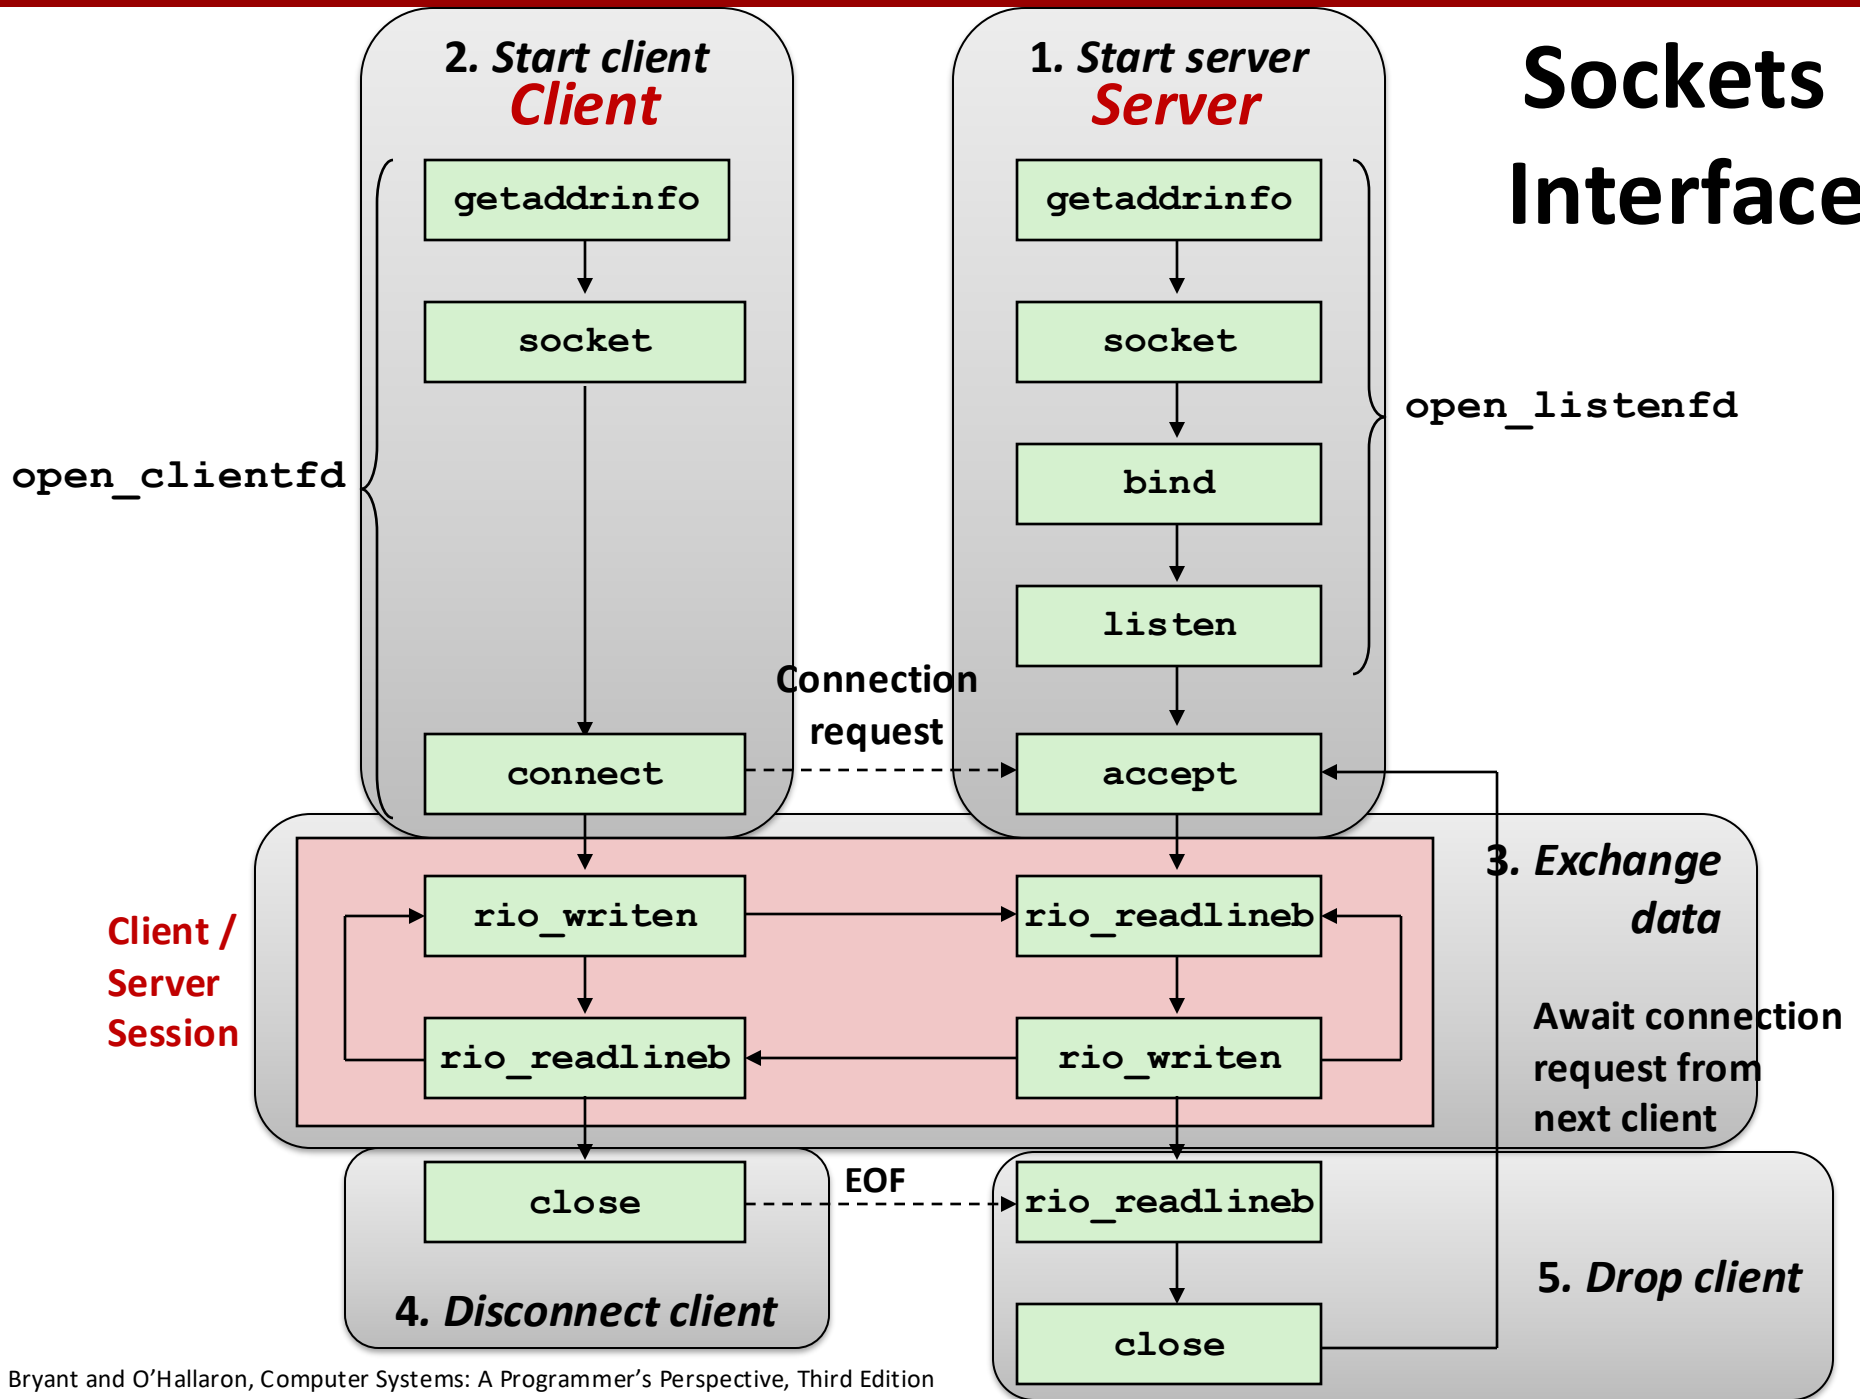 Sockets
Interface
2. Start client
Client
1. Start server
Server
getaddrinfo
getaddrinfo
socket
socket
open_listenfd
open_clientfd
bind
listen
Connection
request
connect
accept
3. Exchange
data
Client /
Server
Session
rio_writen
rio_readlineb
Await connection
request from
next client
rio_readlineb
rio_writen
close
EOF
rio_readlineb
4. Disconnect client
5. Drop client
close
Bryant and O’Hallaron, Computer Systems: A Programmer’s Perspective, Third Edition